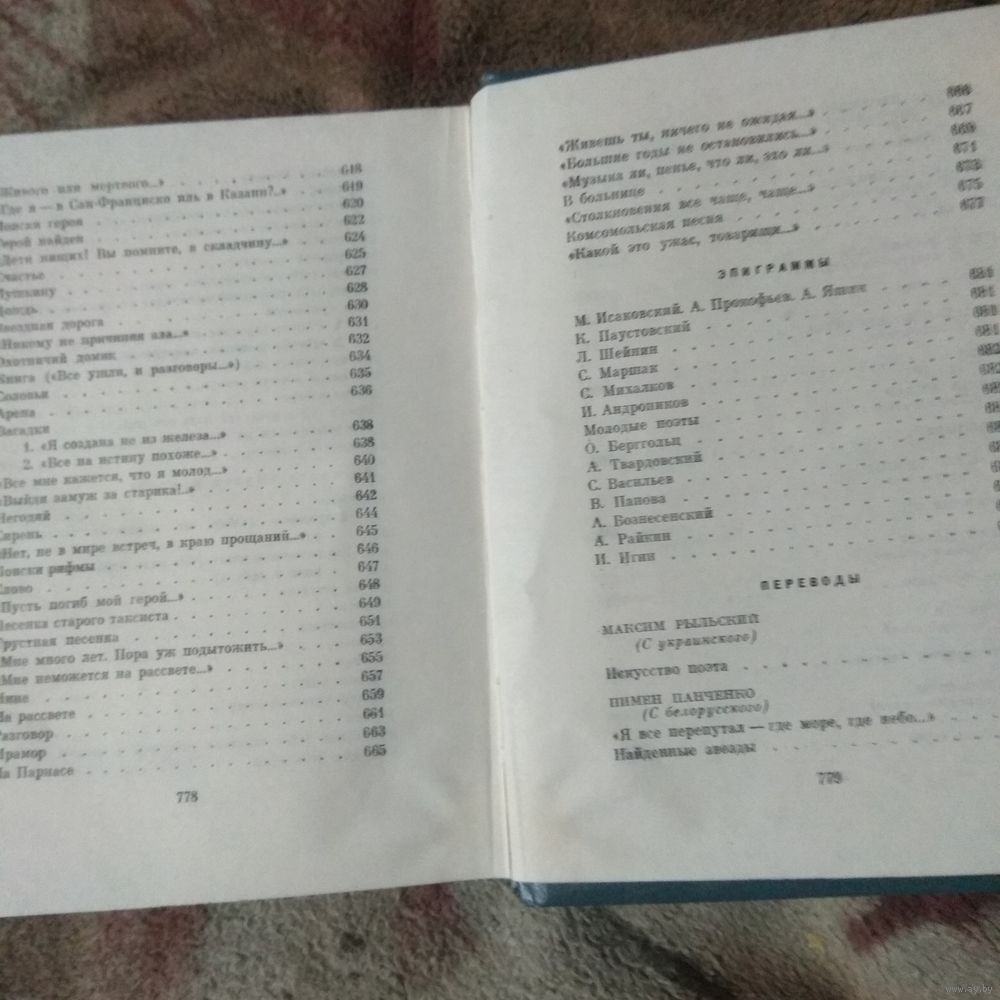 Живого или мертвого...» 618
Где я — в Сан-Франциско иль в Казани?..» 619
Поиски героя 620
Герой найден 622
«Дети нищих! Вы помните, в складчину...» 624
Счастье 625
Пушкину 627
Дождь 628
Звездная дорога 630
«Никому не причиняя зла...» 631
Охотничий домик 632
Книга («Все ушли, и разговоры...») 634
Соловьи 635
Арена 636
Загадки
1. «Я создана не из железа...» 638
2. «Все на истину похоже...» 638
«Все мне кажется, что я молод...» 640
«Выйди замуж за старика!..» 641
Негодяй 642
Сирень 644
«Нет, не в мире встреч, в краю прощаний...» 645
Поиски рифмы 646
Слово 647
«Пусть погиб мой герой...» 648
Песенка старого таксиста 649
Грустная песенка 651
«Мне много лет. Пора уж подытожить...» 653
«Мне неможется на рассвете...» 655
657
На рассвете 659
Разговор 661
Мрамор 663
На Парнасе 665
778
«Живешь ты, ничего не ожидая...» 666
«Большие годы не остановились...» 667
«Музыка ли, пенье, что ли, эхо ли...» 669
В больнице 671
«Столкновения все чаще, чаще...» 673
Комсомольская песня 675
«Какой это ужас, товарищи...» 677
ЭПИГРАММЫ
М. Исаковский. А. Прокофьев. А. Яшин 681
К. Паустовский 681
Л. Шейнин 681
С. Маршак 681
С. Михалков 682
И. Андроников
Молодые поэты
О. Берггольц
А. Твардовский
С. Васильев
В. Панова
А. Вознесенский
А. Райкин
И. Игин
ПЕРЕВОДЫ
МАКСИМ РЫЛЬСКИЙ
(С украинского)
Искусство поэта
ПИМЕН ПАНЧЕНКО
(С белорусского)
«Я все перепутал — где море, где небо...»
Найденные звезды
779
www.ay.by